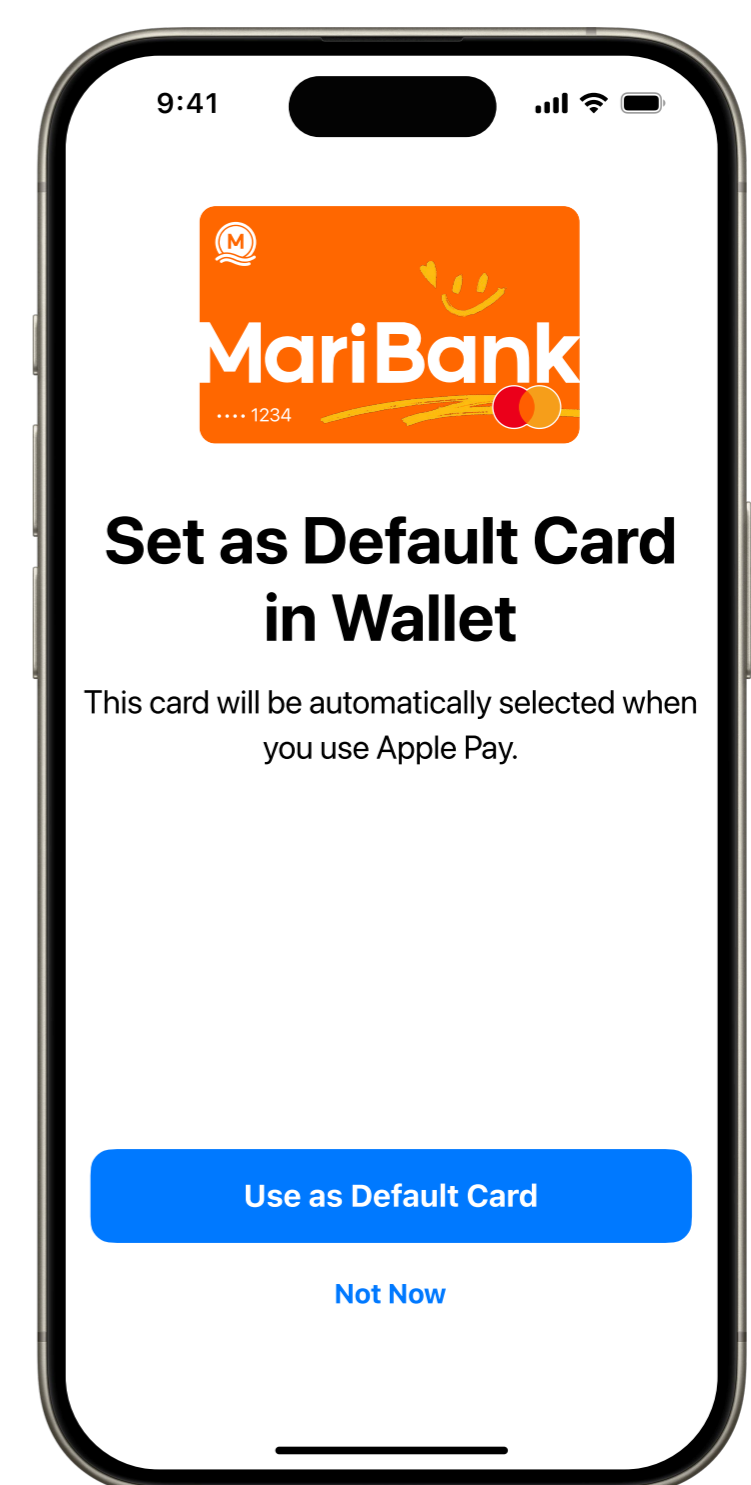 9:41
M
MariBank
•••• 1234
Set as Default Card
in Wallet
This card will be automatically selected when
you use Apple Pay.
Use as Default Card
Not Now